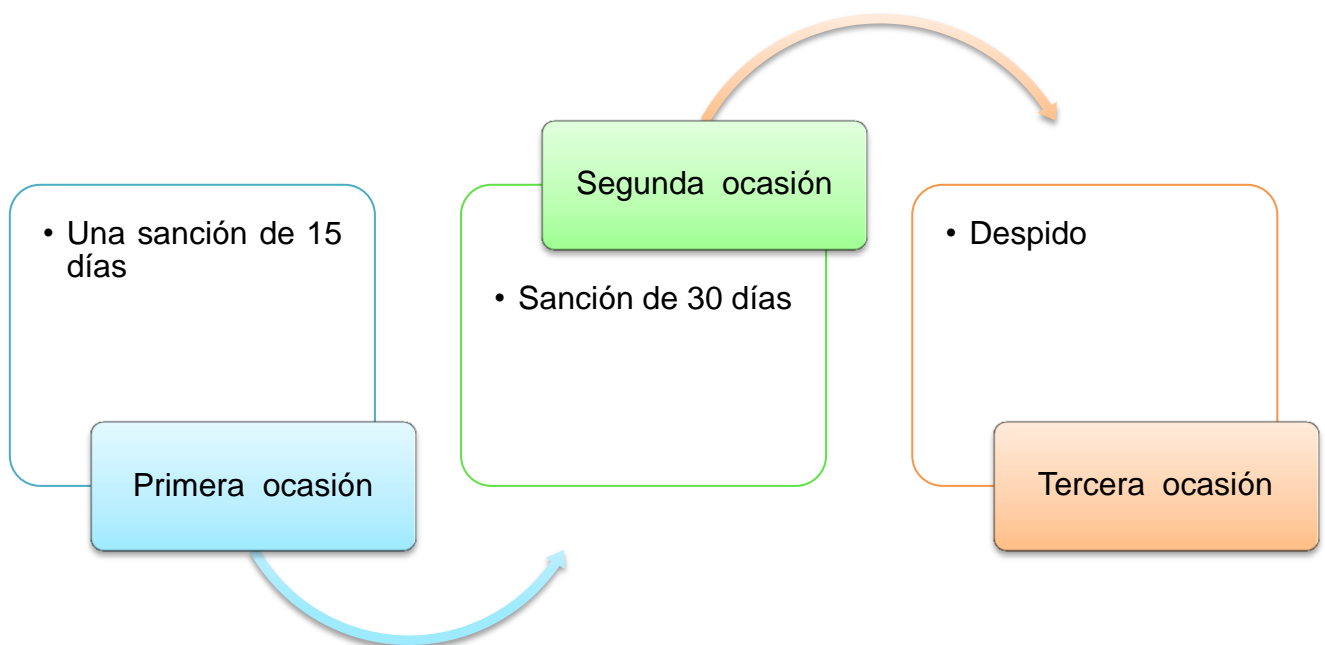 • Una sanción de 15
días
Primera ocasión
Segunda ocasión
• Sanción de 30 días
• Despido
Tercera ocasión